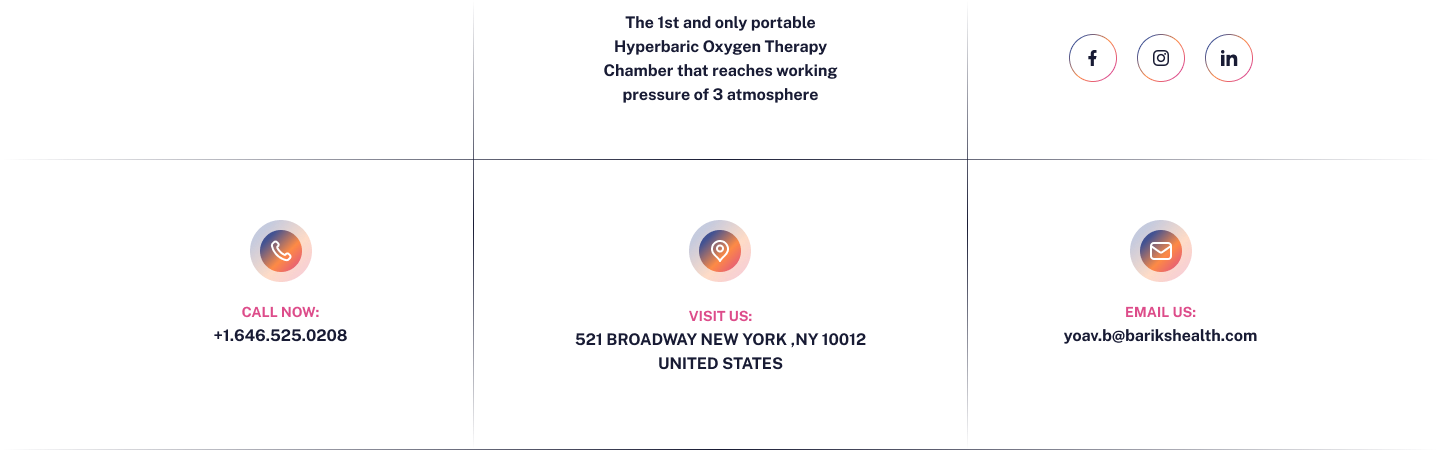 The 1st and only portable
Hyperbaric Oxygen Therapy
Chamber that reaches working
pressure of 3 atmosphere
CALL NOW:
+1.646.525.0208
VISIT US:
521 BROADWAY NEW YORK ,NY 10012
UNITED STATES
EMAIL US:
yoav.b@barikshealth.com